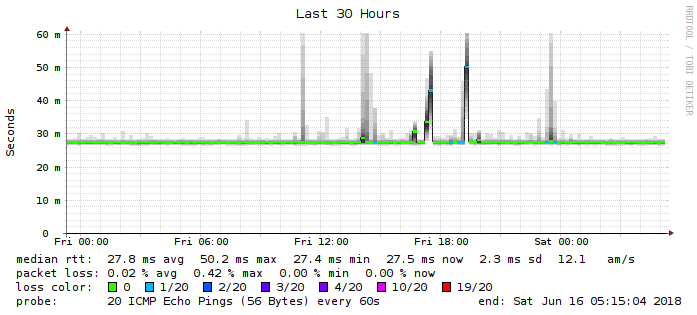 Last 30 Hours
RRDTOOL / TOBI OETIKER
Seconds
60 m
50 m
40 m
30 m
20 m
10 m
0
Fri 00:00 Fri 06:00 Fri 12:00 Fri 18:00 Sat 00:00
median rtt: 27.8 ms avg 50.2 ms max 27.4 ms min 27.5 ms now 2.3 ms sd 12.1 am/s
packet loss: 0.02 % avg 0.42 % max 0.00 % min 0.00 % now
loss color: 0 1/20 2/20 3/20 4/20 10/20 19/20
probe: 20 ICMP Echo Pings (56 Bytes) every 60s end: Sat Jun 16 05:15:04 2018